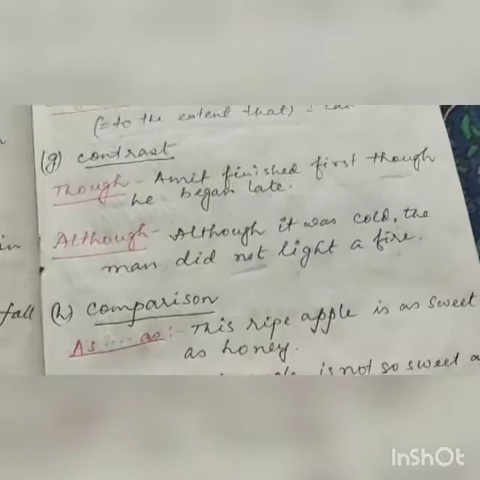 (= to the extent that)
(g) contrast
Though - Amit finished first though
he began late.
in
Although - Although it was cold, the
man did not light a fire.
fall
(h) comparison
As ... as :- This ripe apple is as sweet
as honey.
is not so sweet a
InShOt